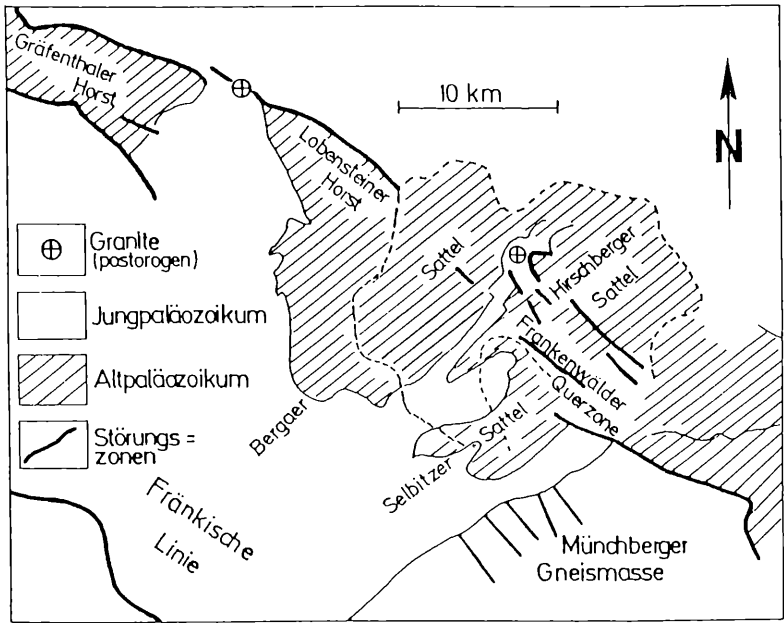 Gräfenthaler
Horst
10 km
N
Lobensteiner
Horst
Granite
(postorogen)
Jungpaläozoikum
Altpaläozoikum
Störungs=
zonen
Sattel
Hirschberger
Sattel
Frankenwälder
Querzone
Bergaer
Sattel
Selbitzer
Fränkische
Linie
Münchberger
Gneismasse